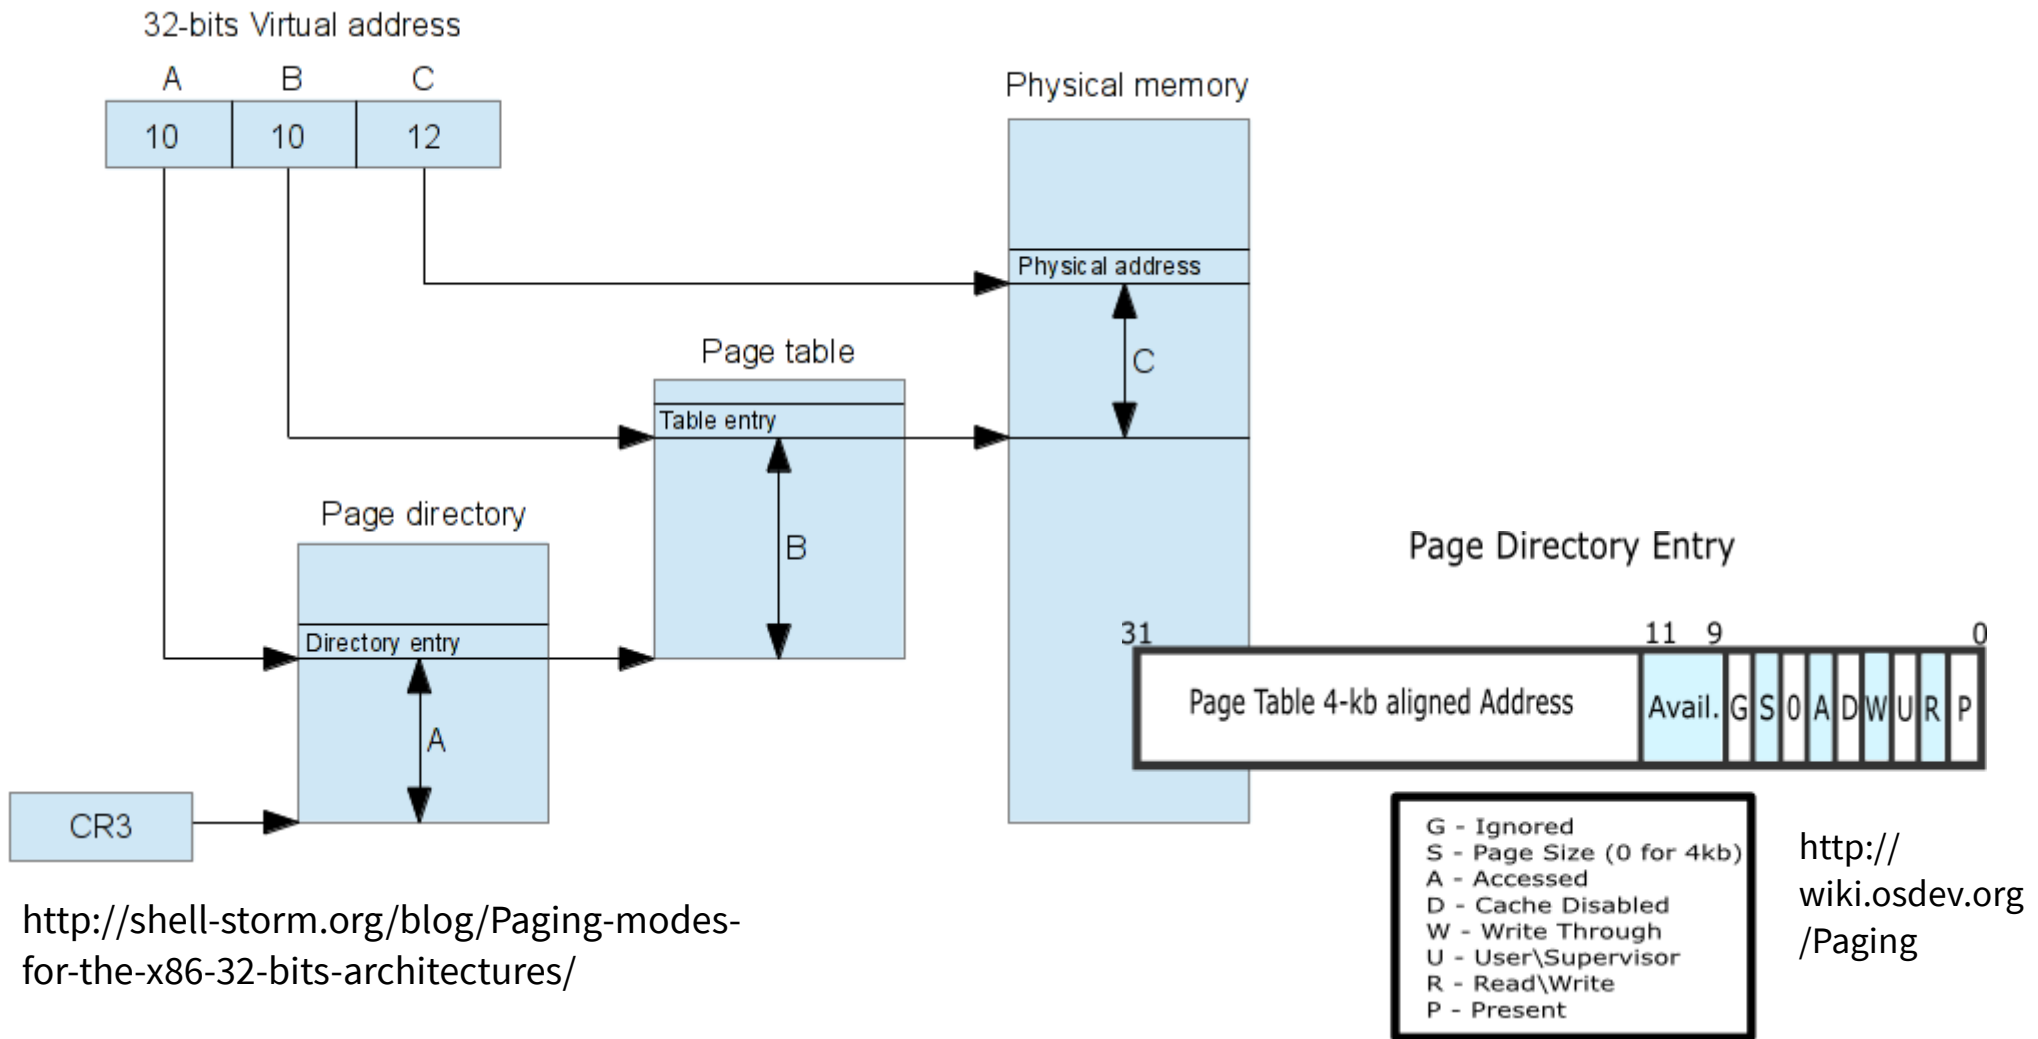 32-bits Virtual address
A B C
10 10 12
Physical memory
Physical address
C
Page table
Table entry
B
Page directory
Directory entry
A
CR3
http://shell-storm.org/blog/Paging-modes-
for-the-x86-32-bits-architectures/
Page Directory Entry
31 11 9 0
Page Table 4-kb aligned Address Avail. G S 0 A D W U R P
G - Ignored
S - Page Size (0 for 4kb)
A - Accessed
D - Cache Disabled
W - Write Through
U - User\Supervisor
R - Read\Write
P - Present
http://
wiki.osdev.org
/Paging